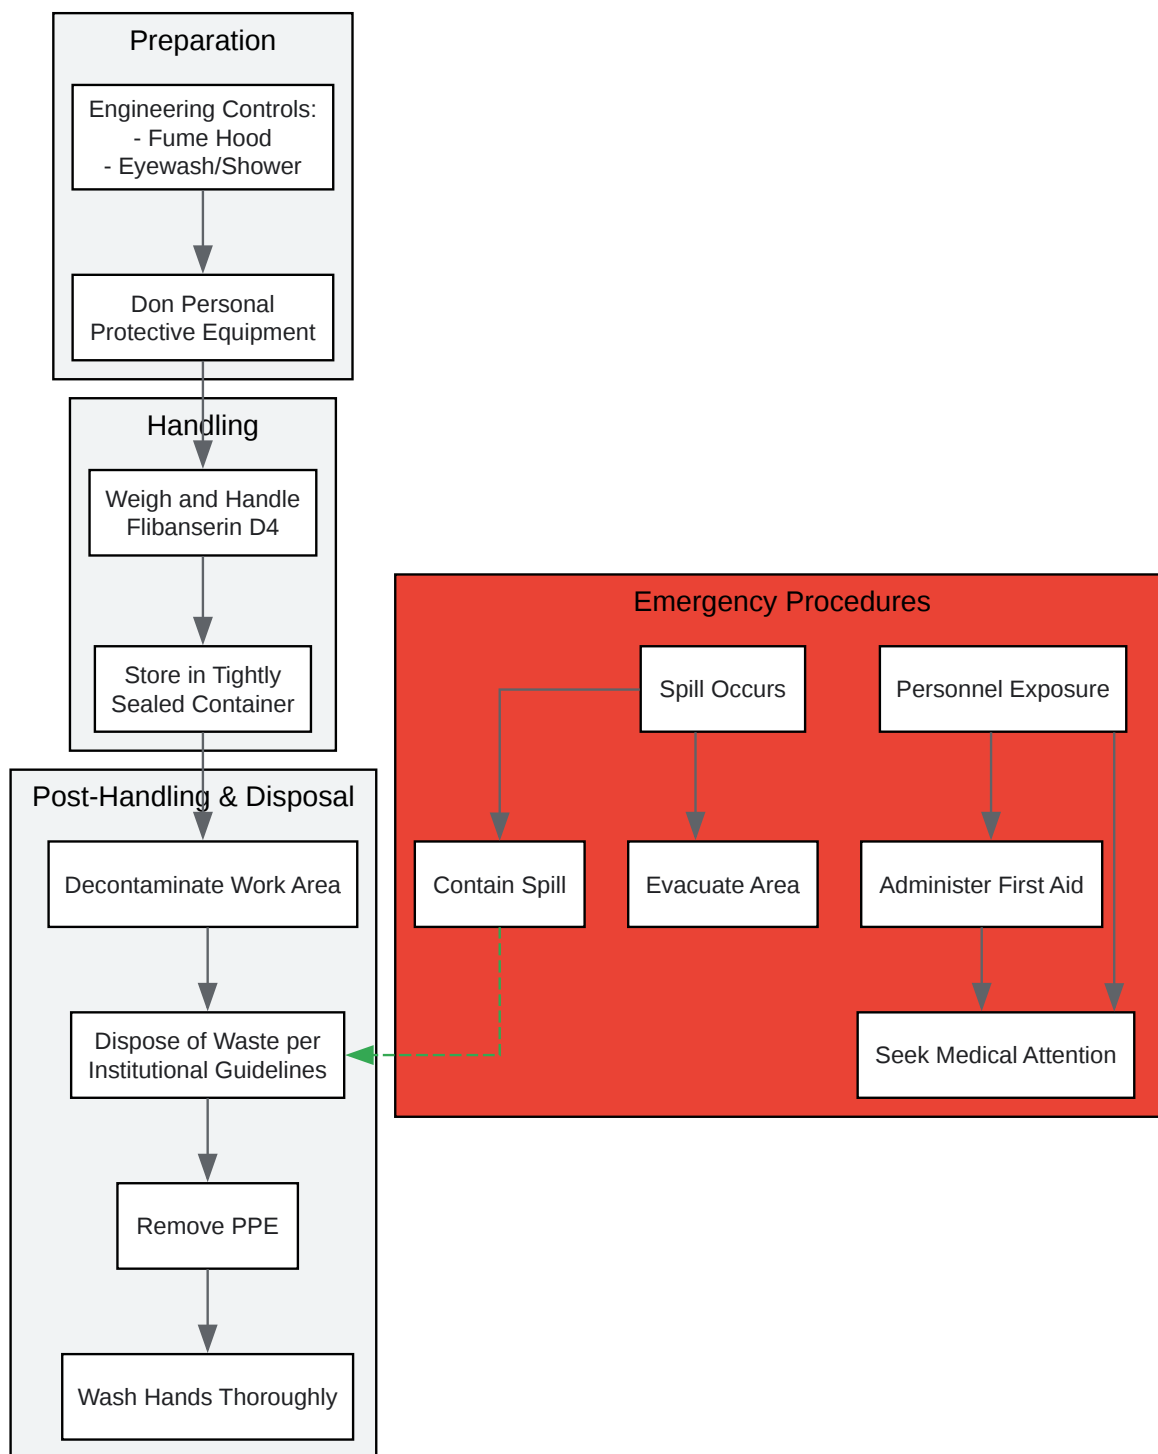 Preparation
Engineering Controls:
- Fume Hood
- Eyewash/Shower
Don Personal
Protective Equipment
Handling
Weigh and Handle
Flibanserin D4
Store in Tightly
Sealed Container
Post-Handling & Disposal
Decontaminate Work Area
Dispose of Waste per
Institutional Guidelines
Remove PPE
Wash Hands Thoroughly
Emergency Procedures
Spill Occurs
Personnel Exposure
Contain Spill
Evacuate Area
Administer First Aid
Seek Medical Attention